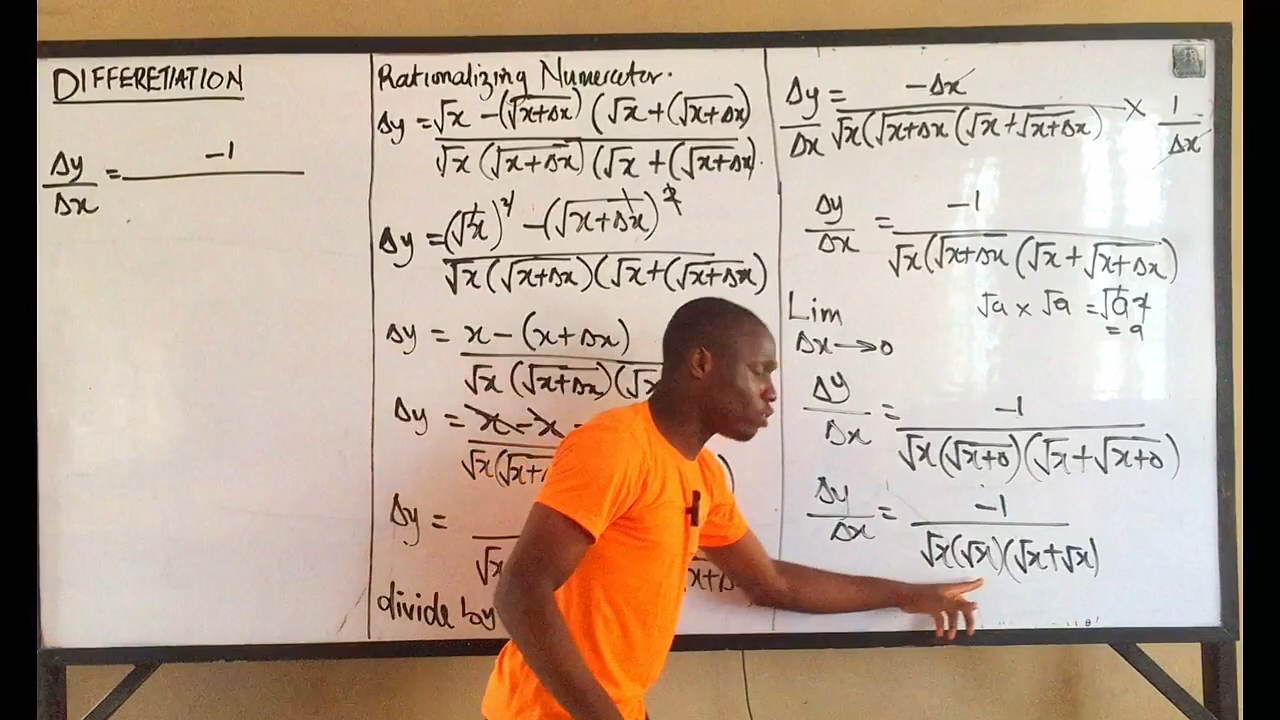 DIFFERETIATION
Δy/Δx = -1/
Rationalizing Numerator.
Δy = √x - (√x+Δx) (√x + (√x+Δx) / √x (√x+Δx) (√x + (√x+Δx).
Δy = (√x)² - (√x+Δx)² / √x (√x+Δx)(√x + (√x+Δx)
Δy = x - (x + Δx) / √x (√x+Δx)(√x
Δy = x - x - / √x(√x+
Δy = / √x x+Δ
divide by
Δy/Δx = -Δx / √x(√x+Δx (√x + √x+Δx) × 1/Δx
Δy/Δx = -1 / √x(√x+Δx (√x + √x+Δx)
√a × √a = √a²
= a
Lim
Δx→0
Δy/Δx = -1 / √x(√x+0)(√x + √x+0)
Δy/Δx = -1 / √x(√x)(√x+√x)